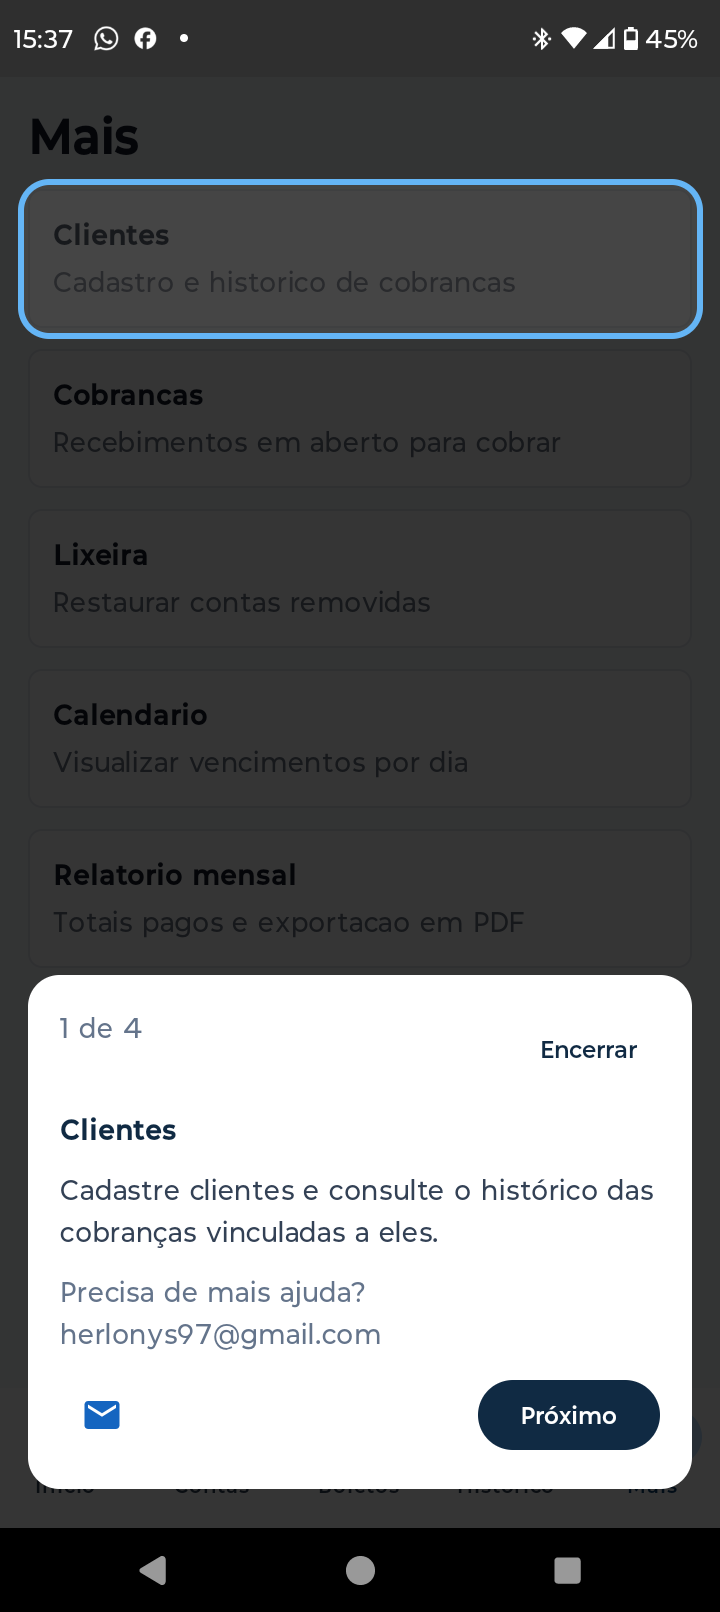 15:37
45%
Mais
Clientes
Cadastro e historico de cobrancas
Cobrancas
Recebimentos em aberto para cobrar
Lixeira
Restaurar contas removidas
Calendario
Visualizar vencimentos por dia
Relatorio mensal
Totais pagos e exportacao em PDF
1 de 4
Encerrar
Clientes
Cadastre clientes e consulte o histórico das
cobranças vinculadas a eles.
Precisa de mais ajuda?
herlonys97@gmail.com
Próximo